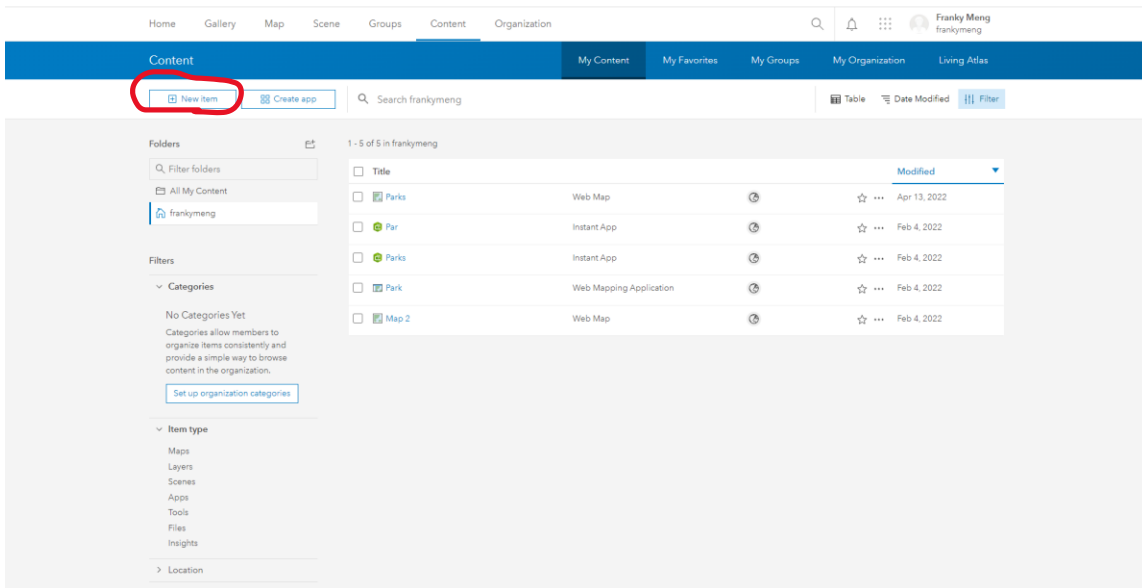 Home Gallery Map Scene Groups Content Organization Franky Meng
frankymeng
Content My Content My Favorites My Groups My Organization Living Atlas
New item Create app Search frankymeng Table Date Modified Filter
Folders 1 - 5 of 5 in frankymeng
Filter folders Title Modified
All My Content Parks Web Map Apr 13, 2022
frankymeng
Par Instant App Feb 4, 2022
Filters Parks Instant App Feb 4, 2022
Categories Park Web Mapping Application Feb 4, 2022
No Categories Yet Map 2 Web Map Feb 4, 2022
Categories allow members to
organize items consistently and
provide a simple way to browse
content in the organization.
Set up organization categories
Item type
Maps
Layers
Scenes
Apps
Tools
Files
Insights
Location